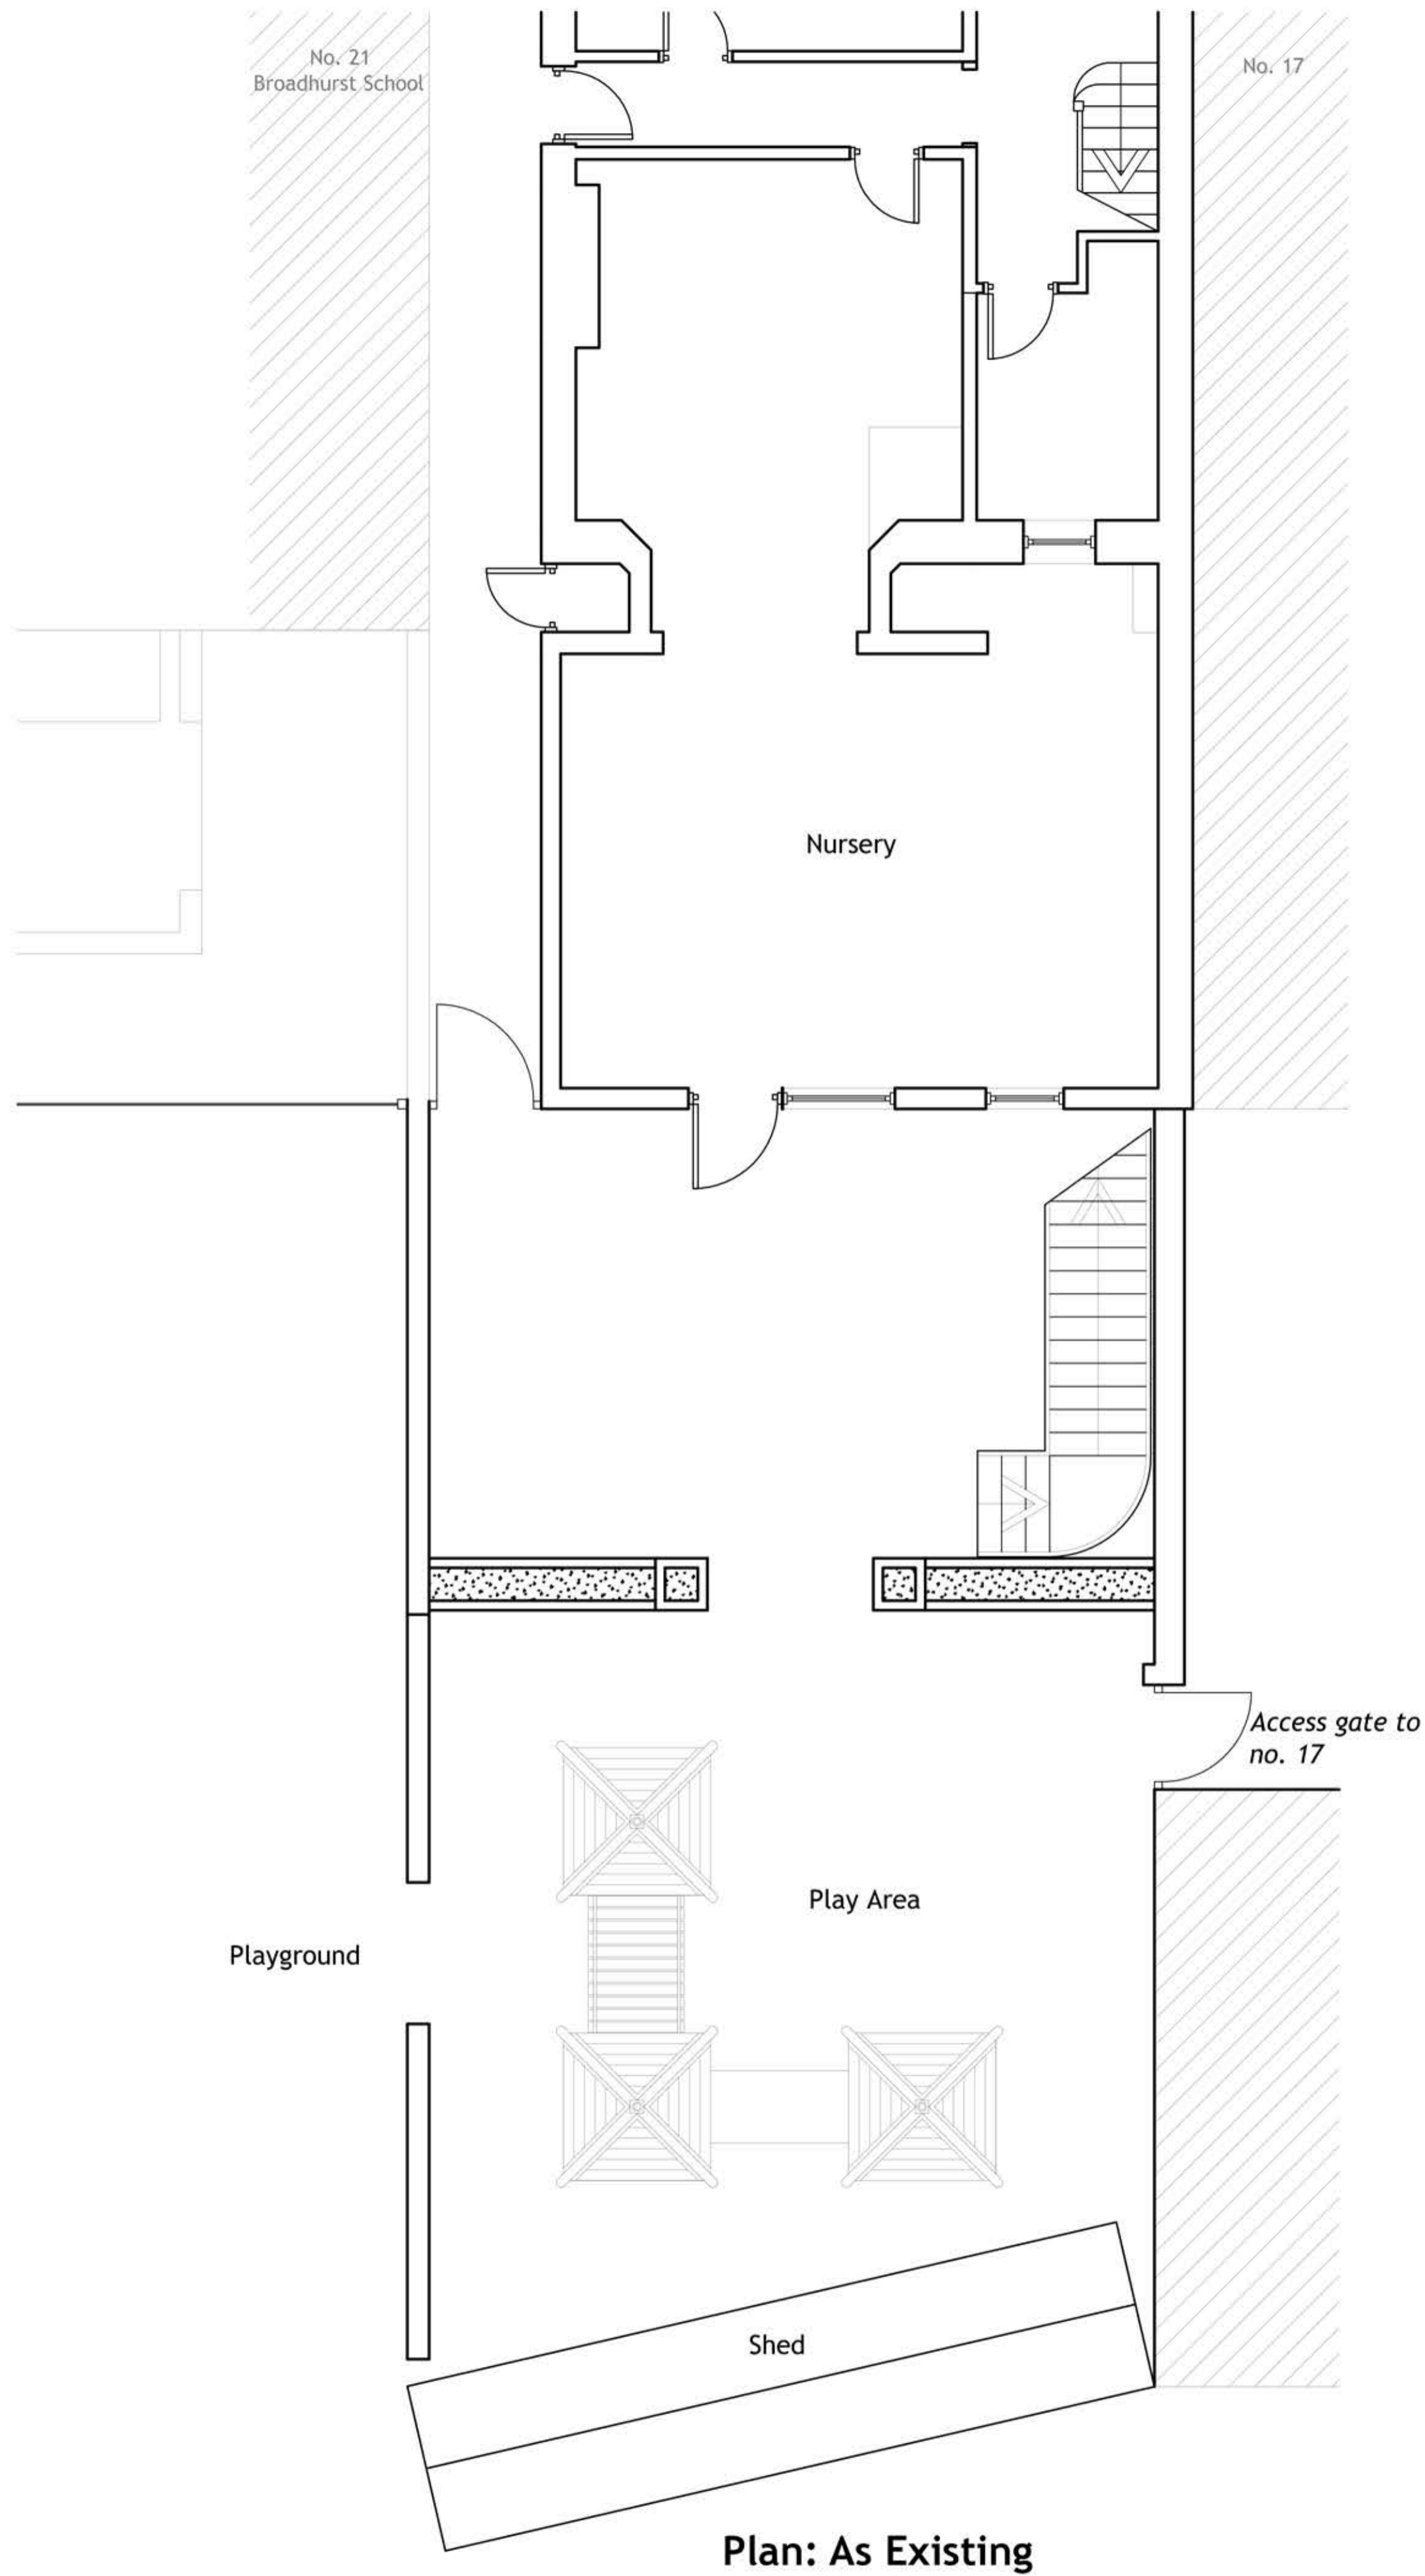 No. 21
Broadhurst School
No. 17
Nursery
Access gate to
no. 17
Play Area
Playground
Shed
Plan: As Existing